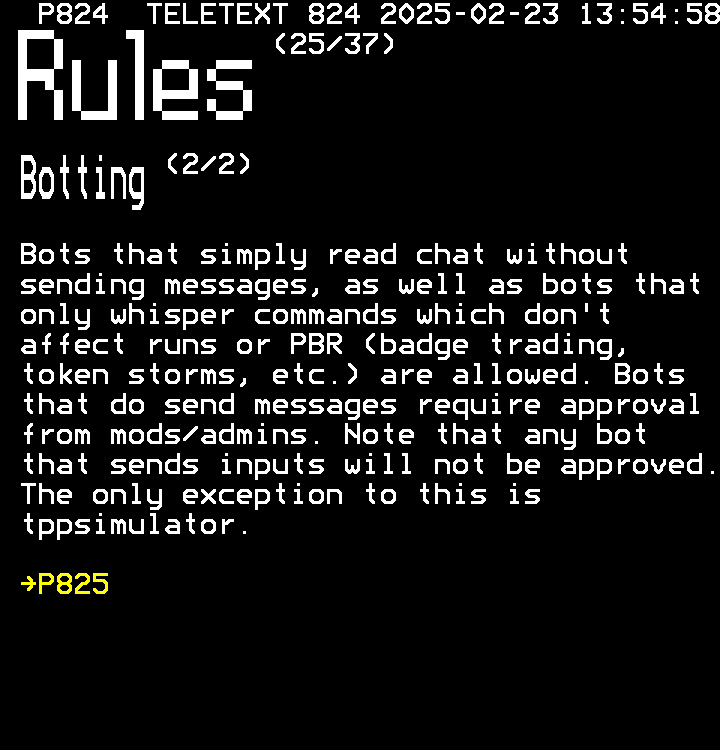 P824  TELETEXT 824 2025-02-23 13:54:58
Rules (25/37)
Botting (2/2)
Bots that simply read chat without
sending messages, as well as bots that
only whisper commands which don't
affect runs or PBR (badge trading,
token storms, etc.) are allowed. Bots
that do send messages require approval
from mods/admins. Note that any bot
that sends inputs will not be approved.
The only exception to this is
tppsimulator.
→P825